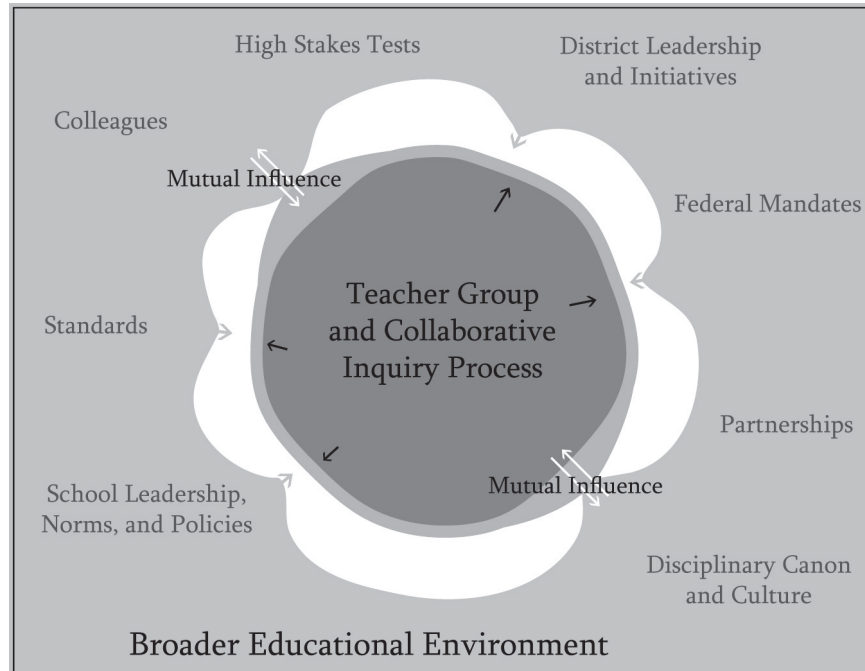 High Stakes Tests
District Leadership
and Initiatives
Colleagues
Mutual Influence
Federal Mandates
Teacher Group
and Collaborative
Inquiry Process
Standards
Partnerships
School Leadership,
Norms, and Policies
Mutual Influence
Disciplinary Canon
and Culture
Broader Educational Environment